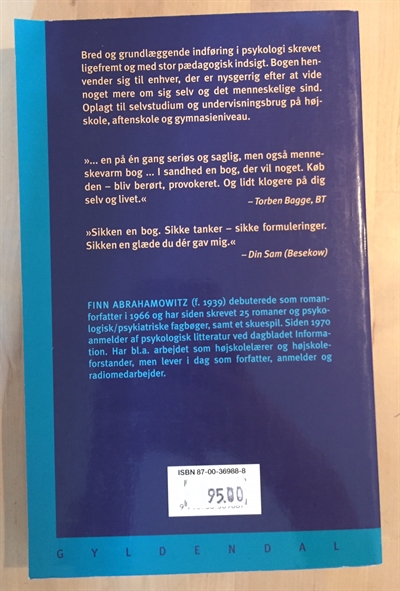 Bred og grundlæggende indføring i psykologi skrevet
ligefremt og med stor pædagogisk indsigt. Bogen hen-
vender sig til enhver, der er nysgerrig efter at vide
noget mere om sig selv og det menneskelige sind.
Oplagt til selvstudium og undervisningsbrug på høj-
skole, aftenskole og gymnasieniveau.
»... en på én gang seriøs og saglig, men også menne-
skevarm bog ... I sandhed en bog, der vil noget. Køb
den – bliv berørt, provokeret. Og lidt klogere på dig
selv og livet.«
– Torben Bagge, BT
»Sikken en bog. Sikke tanker – sikke formuleringer.
Sikken en glæde du dér gav mig.«
– Din Sam (Besekow)
FINN ABRAHAMOWITZ (f. 1939) debuterede som roman-
forfatter i 1966 og har siden skrevet 25 romaner og psyko-
logisk/psykiatriske fagbøger, samt et skuespil. Siden 1970
anmelder af psykologisk litteratur ved dagbladet Informa-
tion. Har bl.a. arbejdet som højskolelærer og højskole-
forstander, men lever i dag som forfatter, anmelder og
radiomedarbejder.
ISBN 87-00-36988-8
95.00
GYLDENDAL